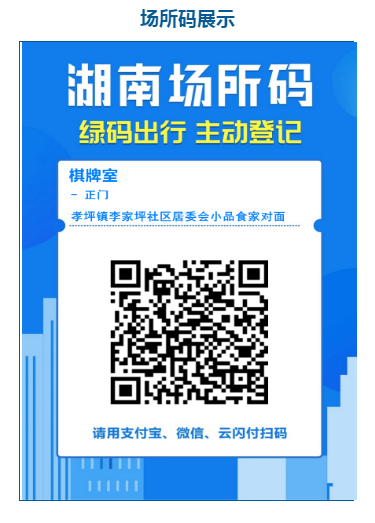 场所码展示
湖南场所码
绿码出行 主动登记
棋牌室
- 正门
孝坪镇李家坪社区居委会小品食家对面
请用支付宝、微信、云闪付扫码